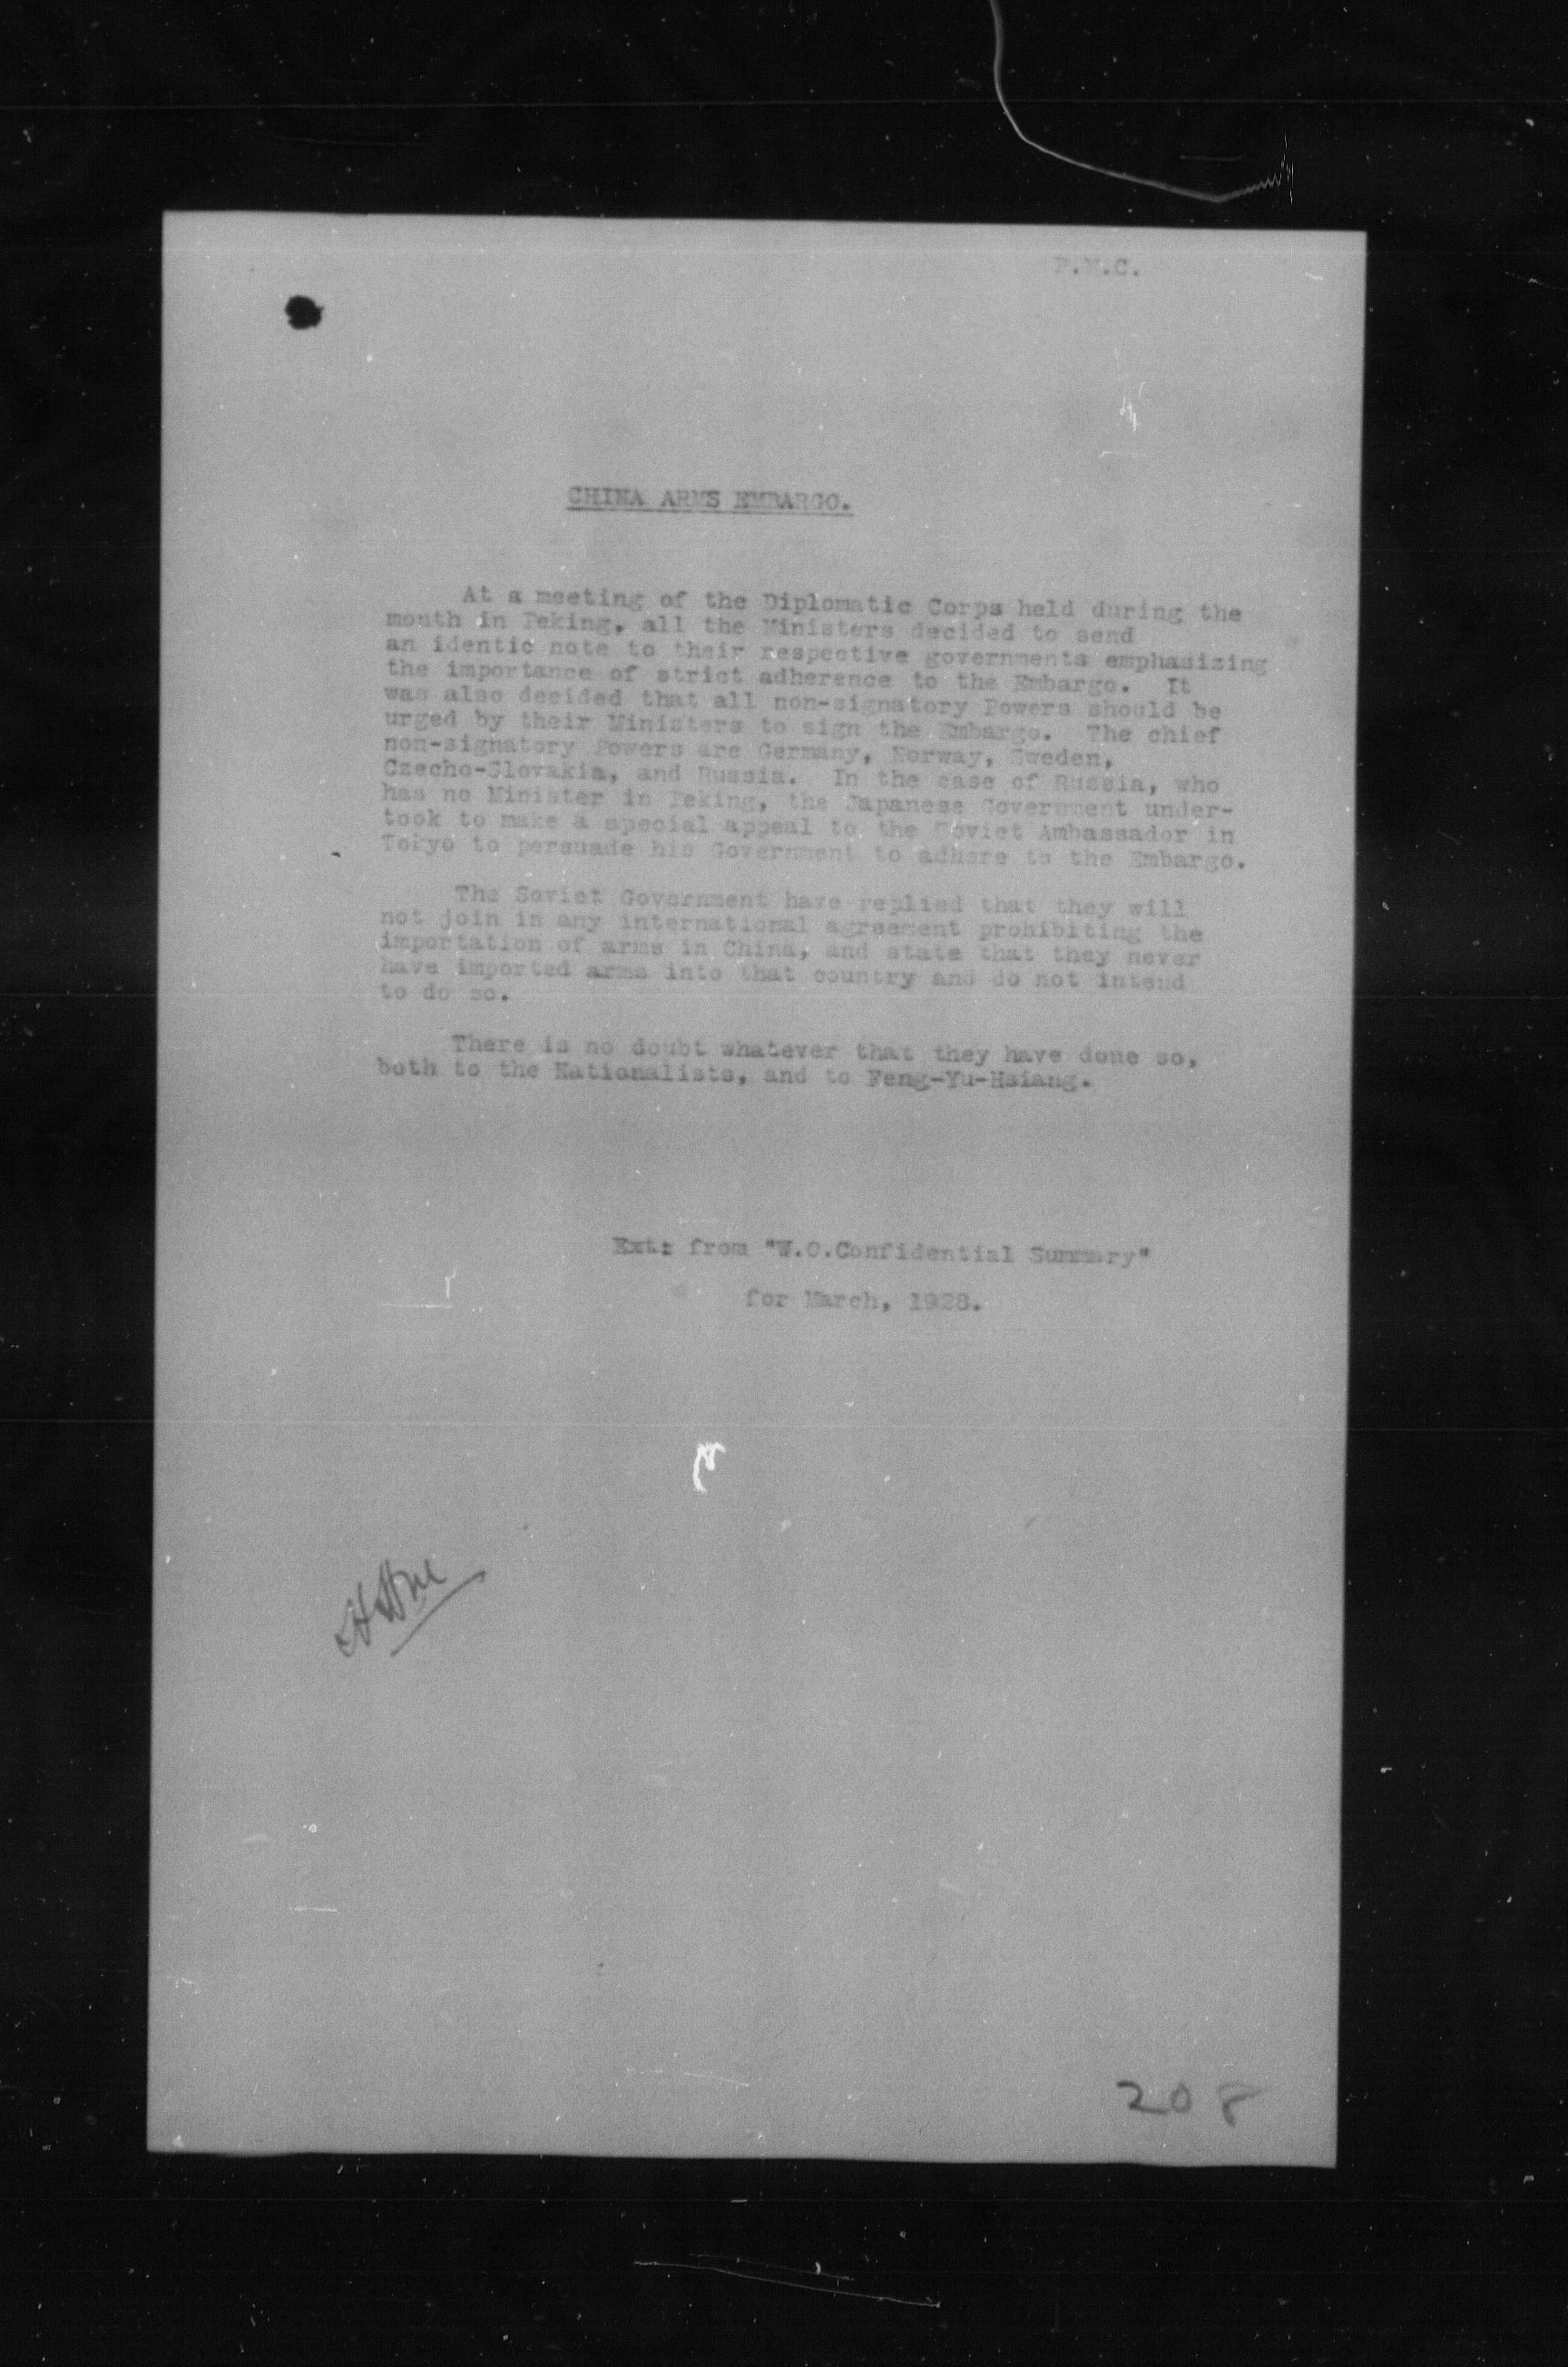 CHINA ARMS EMBARGO.
At a meeting of the Diplomatic Corps held during the
month in Peking, all the Ministers decided to send
an identic note to their respective governments emphasizing
the importance of strict adherence to the Embargo. It
was also decided that all non-signatory Powers should be
urged by their Ministers to sign the Embargo. The chief
non-signatory Powers are Germany, Norway, Sweden,
Czecho-Slovakia, and Russia. In the case of Russia, who
has no Minister in Peking, the Japanese Government under-
took to make a special appeal to the Soviet Ambassador in
Tokyo to persuade his Government to adhere to the Embargo.
The Soviet Government have replied that they will
not join in any international agreement prohibiting the
importation of arms in China, and state that they never
have imported arms into that country and do not intend
to do so.
There is no doubt whatever that they have done so,
both to the Nationalists, and to Feng-Yu-Hsiang.
Ext: from "W.O.Confidential Summary"
for March, 1928.
208